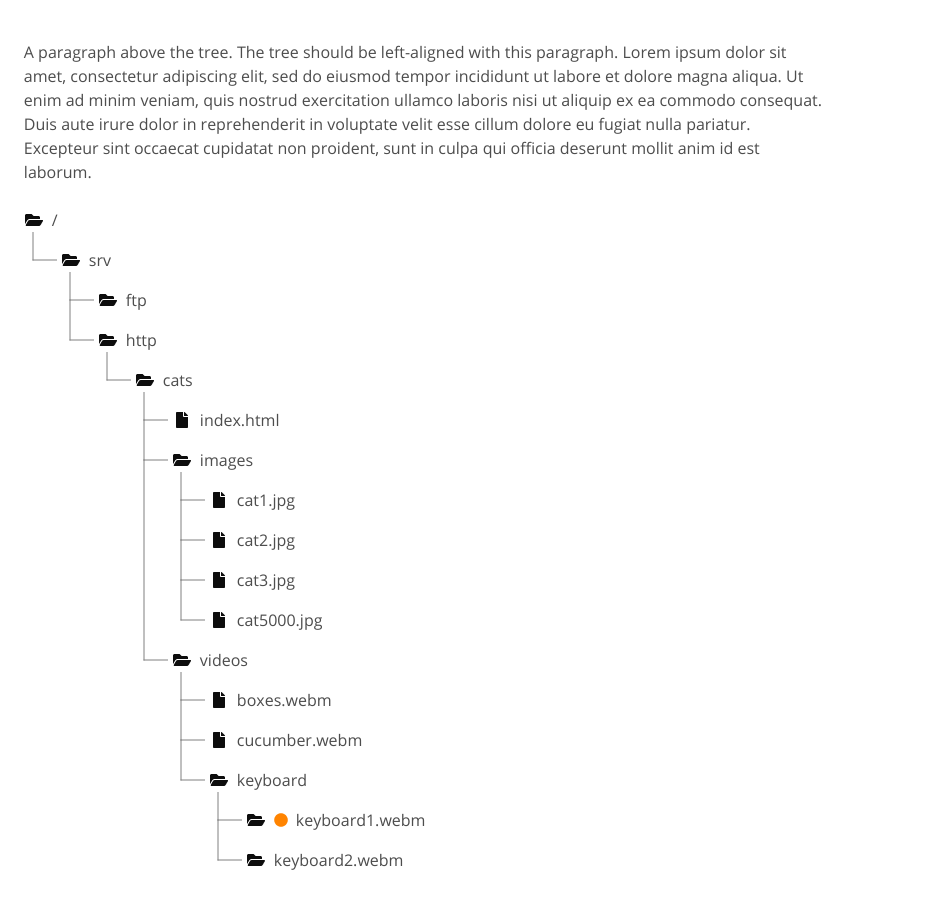 A paragraph above the tree. The tree should be left-aligned with this paragraph. Lorem ipsum dolor sit
amet, consectetur adipiscing elit, sed do eiusmod tempor incididunt ut labore et dolore magna aliqua. Ut
enim ad minim veniam, quis nostrud exercitation ullamco laboris nisi ut aliquip ex ea commodo consequat.
Duis aute irure dolor in reprehenderit in voluptate velit esse cillum dolore eu fugiat nulla pariatur.
Excepteur sint occaecat cupidatat non proident, sunt in culpa qui officia deserunt mollit anim id est
laborum.
/
srv
ftp
http
cats
index.html
images
cat1.jpg
cat2.jpg
cat3.jpg
cat5000.jpg
videos
boxes.webm
cucumber.webm
keyboard
keyboard1.webm
keyboard2.webm